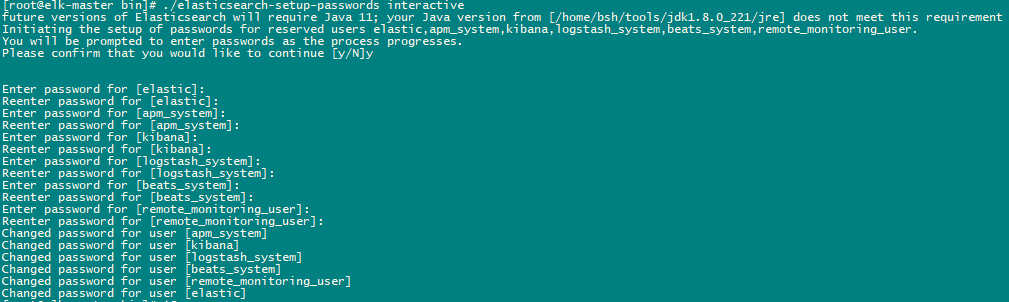 [root@elk-master bin]# ./elasticsearch-setup-passwords interactive
future versions of Elasticsearch will require Java 11; your Java version from [/home/bsh/tools/jdk1.8.0_221/jre] does not meet this requirement
Initiating the setup of passwords for reserved users elastic,apm_system,kibana,logstash_system,beats_system,remote_monitoring_user.
You will be prompted to enter passwords as the process progresses.
Please confirm that you would like to continue [y/N]y
Enter password for [elastic]:
Reenter password for [elastic]:
Enter password for [apm_system]:
Reenter password for [apm_system]:
Enter password for [kibana]:
Reenter password for [kibana]:
Enter password for [logstash_system]:
Reenter password for [logstash_system]:
Enter password for [beats_system]:
Reenter password for [beats_system]:
Enter password for [remote_monitoring_user]:
Reenter password for [remote_monitoring_user]:
Changed password for user [apm_system]
Changed password for user [kibana]
Changed password for user [logstash_system]
Changed password for user [beats_system]
Changed password for user [remote_monitoring_user]
Changed password for user [elastic]